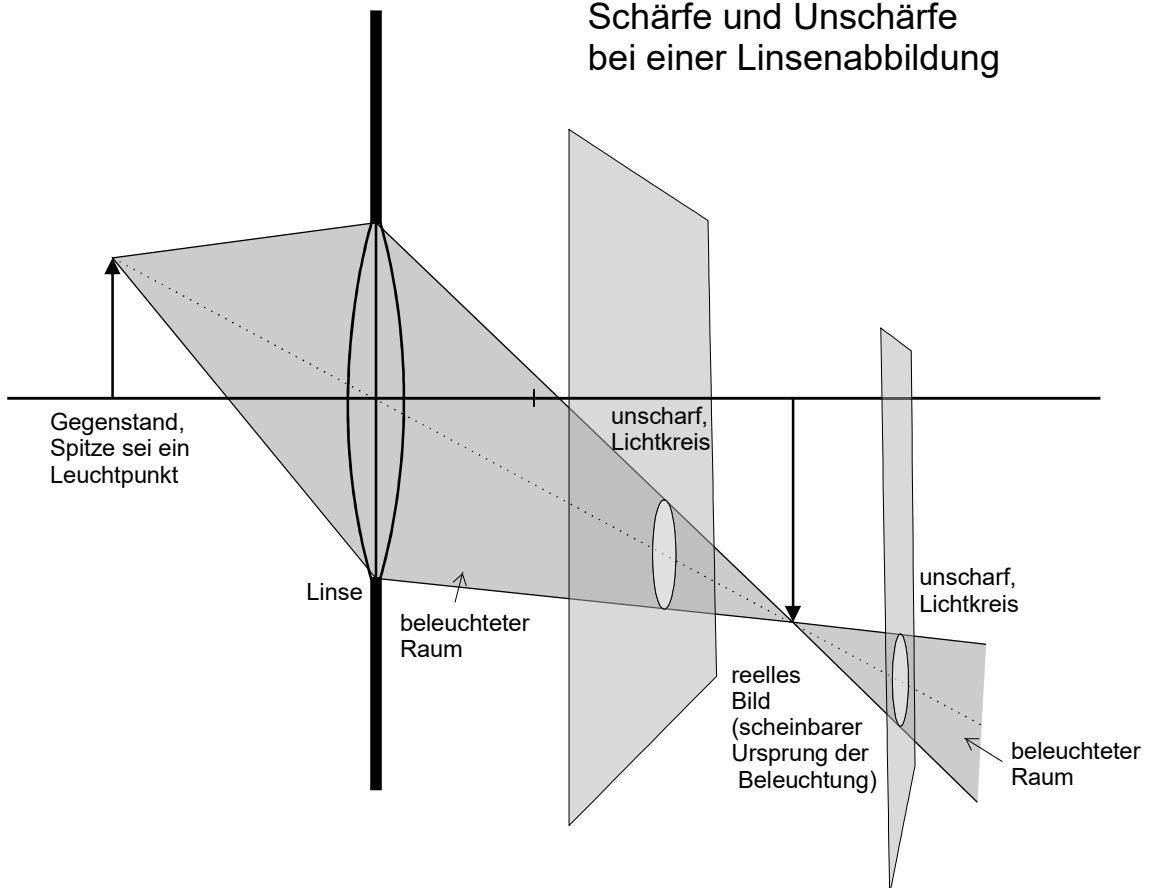 Schärfe und Unschärfe
bei einer Linsenabbildung
Gegenstand,
Spitze sei ein
Leuchtpunkt
unscharf,
Lichtkreis
Linse
beleuchteter
Raum
unscharf,
Lichtkreis
reelles
Bild
(scheinbarer
Ursprung der
Beleuchtung)
beleuchteter
Raum